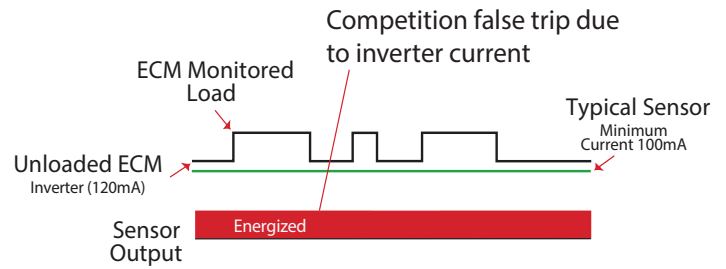 Competition false trip due
to inverter current
ECM Monitored
Load
Typical Sensor
Minimum
Current 100mA
Unloaded ECM
Inverter (120mA)
Energized
Sensor
Output